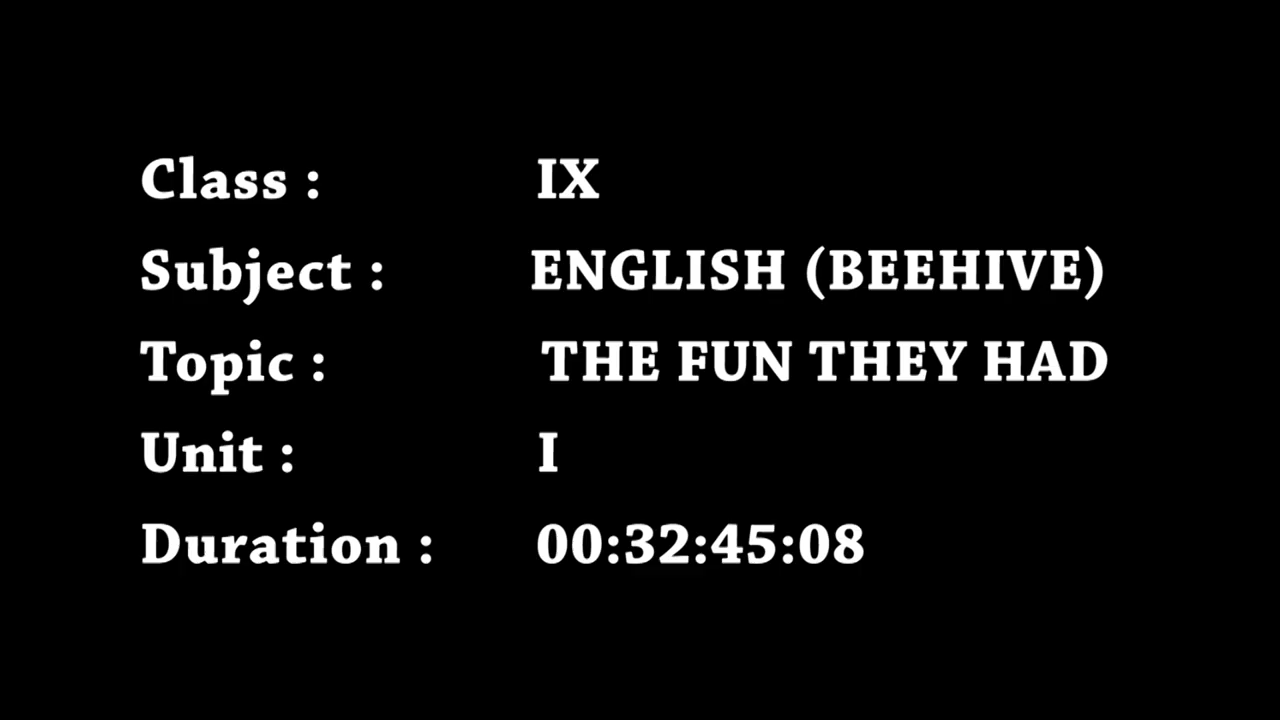 Class : IX
Subject : ENGLISH (BEEHIVE)
Topic : THE FUN THEY HAD
Unit : I
Duration : 00:32:45:08